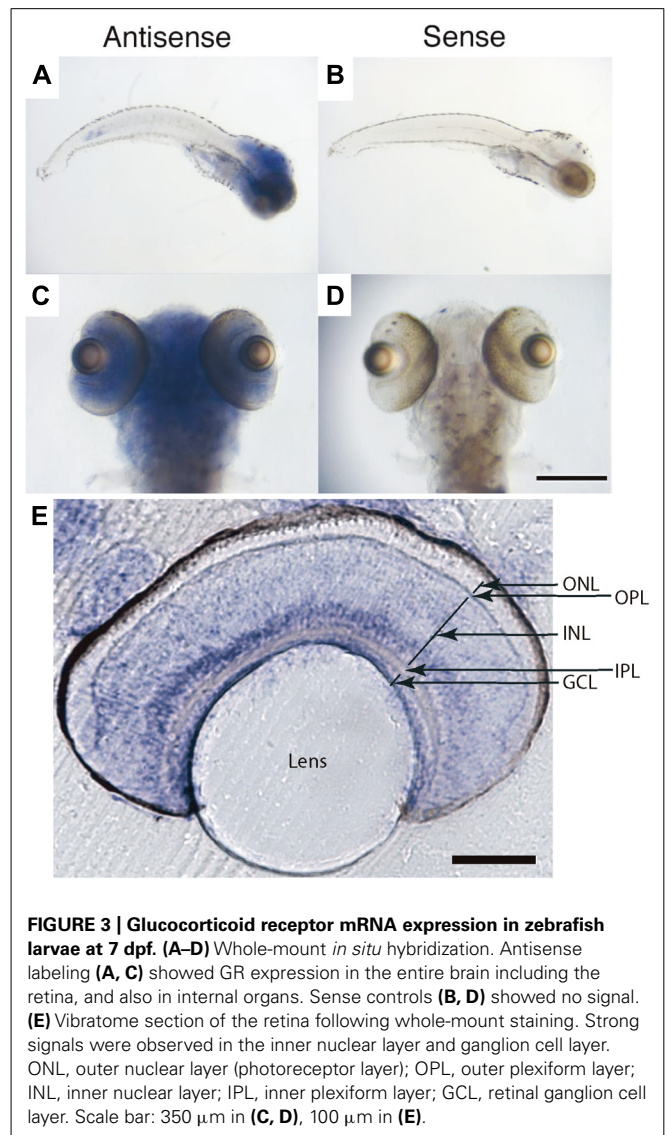 Antisense
Sense
A
B
C
D
E
ONL
OPL
INL
IPL
GCL
Lens
FIGURE 3 | Glucocorticoid receptor mRNA expression in zebrafish
larvae at 7 dpf. (A–D) Whole-mount in situ hybridization. Antisense
labeling (A, C) showed GR expression in the entire brain including the
retina, and also in internal organs. Sense controls (B, D) showed no signal.
(E) Vibratome section of the retina following whole-mount staining. Strong
signals were observed in the inner nuclear layer and ganglion cell layer.
ONL, outer nuclear layer (photoreceptor layer); OPL, outer plexiform layer;
INL, inner nuclear layer; IPL, inner plexiform layer; GCL, retinal ganglion cell
layer. Scale bar: 350 μm in (C, D), 100 μm in (E).